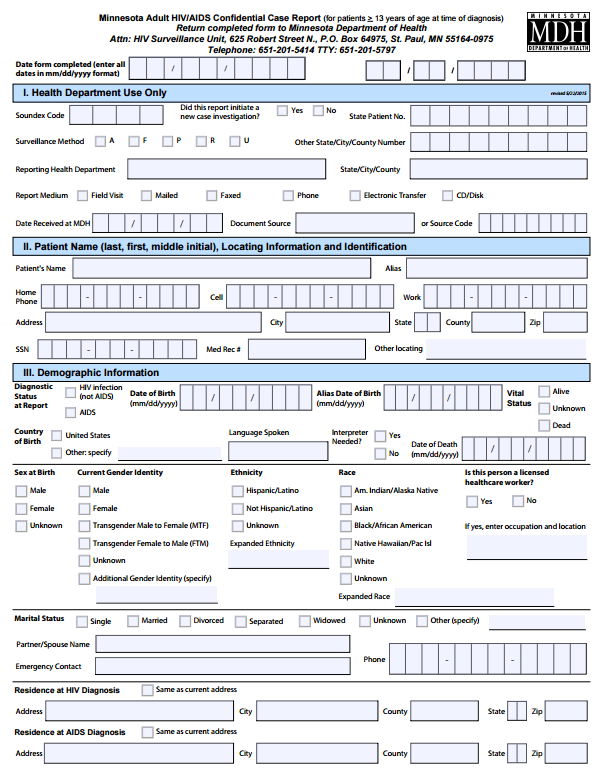 Minnesota Adult HIV/AIDS Confidential Case Report (for patients ≥ 13 years of age at time of diagnosis)
Return completed form to Minnesota Department of Health
Attn: HIV Surveillance Unit, 625 Robert Street N., P.O. Box 64975, St. Paul, MN 55164-0975
Telephone: 651-201-5414 TTY: 651-201-5797
MINNESOTA
MDH
DEPARTMENT OF HEALTH
Date form completed (enter all dates in mm/dd/yyyy format) / / / /
I. Health Department Use Only revised 5/23/2015
Soundex Code Did this report initiate a new case investigation? Yes No State Patient No.
Surveillance Method A F P R U Other State/City/County Number
Reporting Health Department State/City/County
Report Medium Field Visit Mailed Faxed Phone Electronic Transfer CD/Disk
Date Received at MDH / / Document Source or Source Code
II. Patient Name (last, first, middle initial), Locating Information and Identification
Patient's Name Alias
Home Phone - - Cell - - Work - -
Address City State County Zip
SSN - - Med Rec # Other locating
III. Demographic Information
Diagnostic Status at Report HIV infection (not AIDS) AIDS Date of Birth (mm/dd/yyyy) / / Alias Date of Birth (mm/dd/yyyy) / / Vital Status Alive Unknown Dead
Country of Birth United States Other: specify Language Spoken Interpreter Needed? Yes No Date of Death (mm/dd/yyyy) / /
Sex at Birth
Male
Female
Unknown
Current Gender Identity
Male
Female
Transgender Male to Female (MTF)
Transgender Female to Male (FTM)
Unknown
Additional Gender Identity (specify)
Ethnicity
Hispanic/Latino
Not Hispanic/Latino
Unknown
Expanded Ethnicity
Race
Am. Indian/Alaska Native
Asian
Black/African American
Native Hawaiian/Pac Isl
White
Unknown
Expanded Race
Is this person a licensed
healthcare worker?
Yes No
If yes, enter occupation and location
Marital Status Single Married Divorced Separated Widowed Unknown Other (specify)
Partner/Spouse Name
Emergency Contact Phone - -
Residence at HIV Diagnosis Same as current address
Address City County State Zip
Residence at AIDS Diagnosis Same as current address
Address City County State Zip